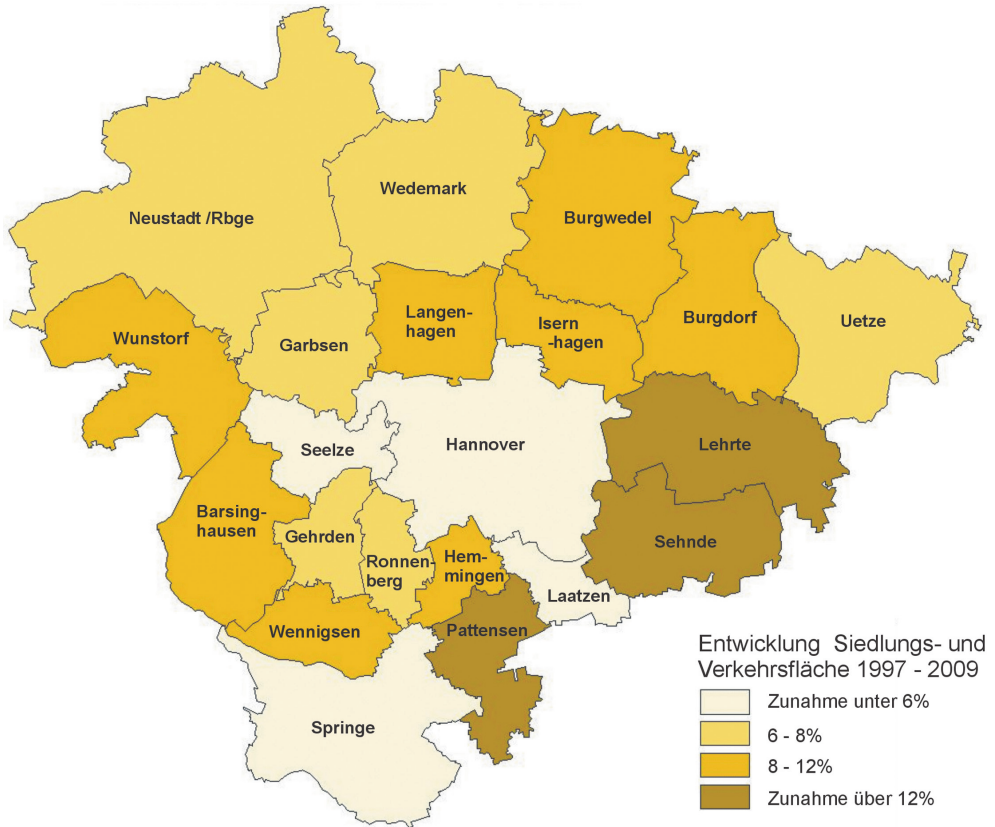 Wedemark
Neustadt /Rbge
Burgwedel
Langen-
hagen
Isern
-hagen
Burgdorf
Uetze
Wunstorf
Garbsen
Seelze
Hannover
Lehrte
Barsing-
hausen
Gehrden
Ronnen-
berg
Hem-
mingen
Sehnde
Laatzen
Wennigsen
Pattensen
Springe
Entwicklung Siedlungs- und
Verkehrsfläche 1997 - 2009
Zunahme unter 6%
6 - 8%
8 - 12%
Zunahme über 12%